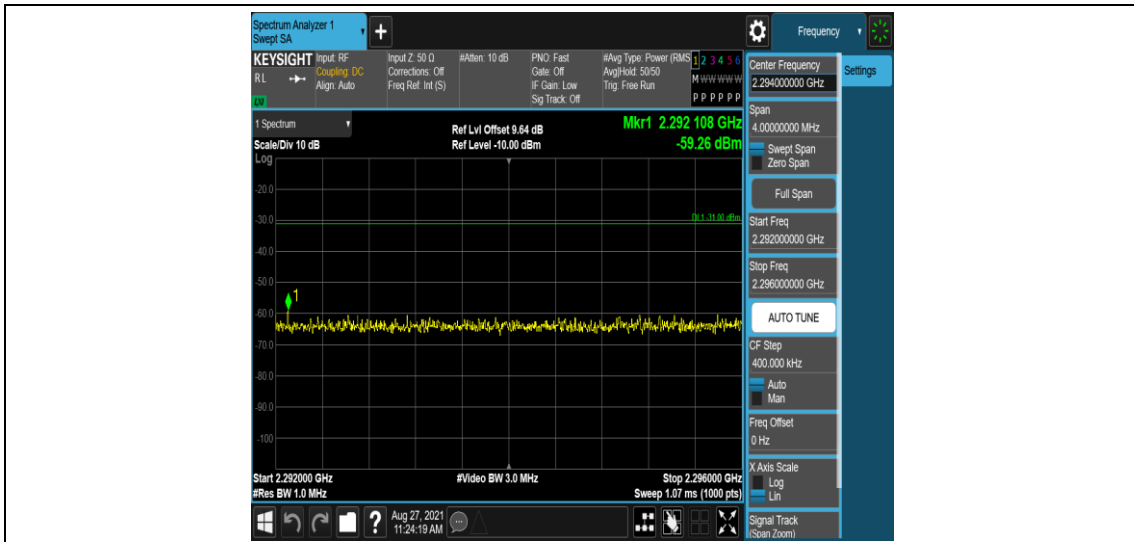 Spectrum Analyzer 1
Swept SA
+
Frequency
KEYSIGHT Input: RF Input Z: 50 Ω #Atten: 10 dB PNO: Fast #Avg Type: Power (RMS 1 2 3 4 5 6
RL Coupling: DC Corrections: Off Gate: Off Avg|Hold: 50/50 M W W W W W
Align: Auto Freq Ref: Int (S) IF Gain: Low Trig: Free Run
Sig Track: Off P P P P P P
LM
1 Spectrum
Ref Lvl Offset 9.64 dB Mkr1 2.292 108 GHz
Scale/Div 10 dB Ref Level -10.00 dBm -59.26 dBm
Log
-20.0
-30.0
DL1 -31.00 dBm
-40.0
-50.0
1
-60.0
-70.0
-80.0
-90.0
-100
Start 2.292000 GHz #Video BW 3.0 MHz Stop 2.296000 GHz
#Res BW 1.0 MHz Sweep 1.07 ms (1000 pts)
?
Aug 27, 2021
11:24:19 AM
Center Frequency
2.294000000 GHz
Settings
Span
4.00000000 MHz
Swept Span
Zero Span
Full Span
Start Freq
2.292000000 GHz
Stop Freq
2.296000000 GHz
AUTO TUNE
CF Step
400.000 kHz
Auto
Man
Freq Offset
0 Hz
X Axis Scale
Log
Lin
Signal Track
(Span Zoom)